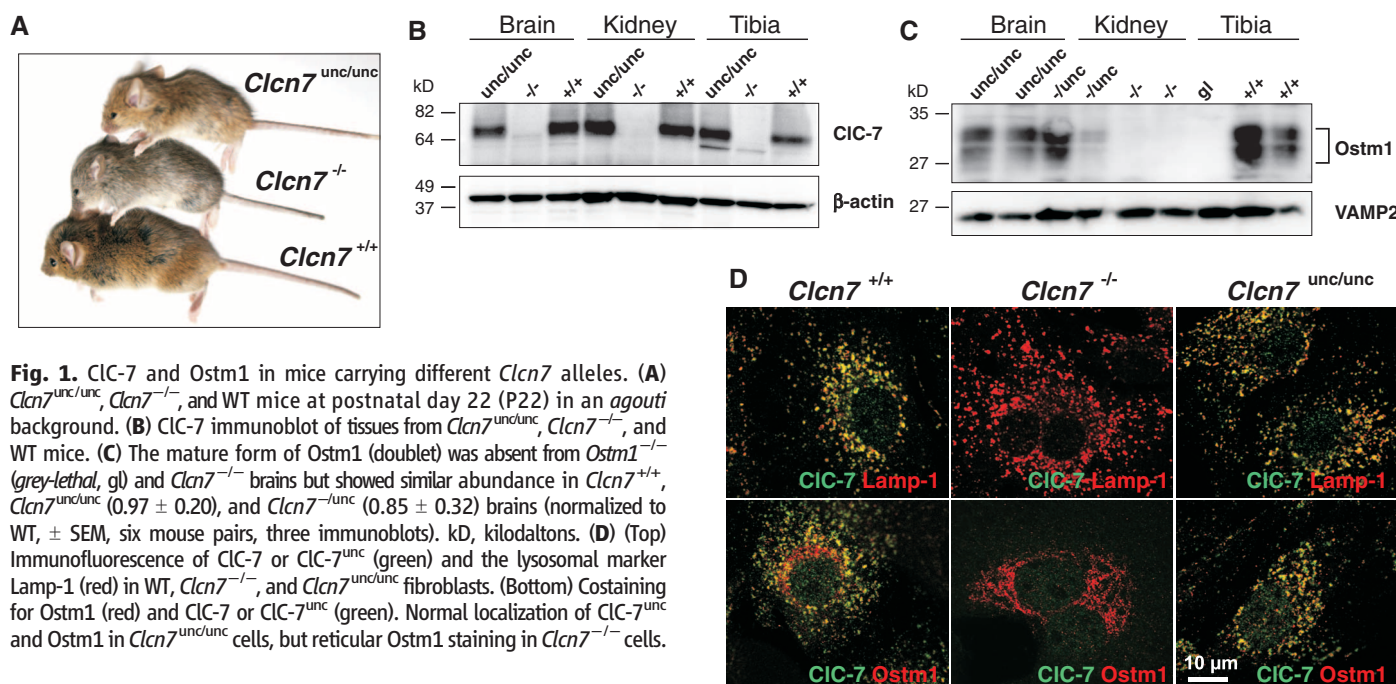 A
Clcn7 unc/unc
Clcn7 -/-
Clcn7 +/+
B
Brain Kidney Tibia
unc/unc -/- +/+ unc/unc -/- +/+ unc/unc -/- +/+
kD
82
64
ClC-7
49
37
β-actin
C
Brain Kidney Tibia
unc/unc unc/unc -/unc -/unc -/- -/- gl +/+ +/+
kD
35
27
Ostm1
27
VAMP2
D
Clcn7 +/+ Clcn7 -/- Clcn7 unc/unc
ClC-7 Lamp-1 ClC-7 Lamp-1 ClC-7 Lamp-1
ClC-7 Ostm1 ClC-7 Ostm1 ClC-7 Ostm1
10 µm
Fig. 1. ClC-7 and Ostm1 in mice carrying different Clcn7 alleles. (A)
Clcn7unc/unc, Clcn7−/−, and WT mice at postnatal day 22 (P22) in an agouti
background. (B) ClC-7 immunoblot of tissues from Clcn7unc/unc, Clcn7−/−, and
WT mice. (C) The mature form of Ostm1 (doublet) was absent from Ostm1−/−
(grey-lethal, gl) and Clcn7−/− brains but showed similar abundance in Clcn7+/+,
Clcn7unc/unc (0.97 ± 0.20), and Clcn7−/unc (0.85 ± 0.32) brains (normalized to
WT, ± SEM, six mouse pairs, three immunoblots). kD, kilodaltons. (D) (Top)
Immunofluorescence of ClC-7 or ClC-7unc (green) and the lysosomal marker
Lamp-1 (red) in WT, Clcn7−/−, and Clcn7unc/unc fibroblasts. (Bottom) Costaining
for Ostm1 (red) and ClC-7 or ClC-7unc (green). Normal localization of ClC-7unc
and Ostm1 in Clcn7unc/unc cells, but reticular Ostm1 staining in Clcn7−/− cells.